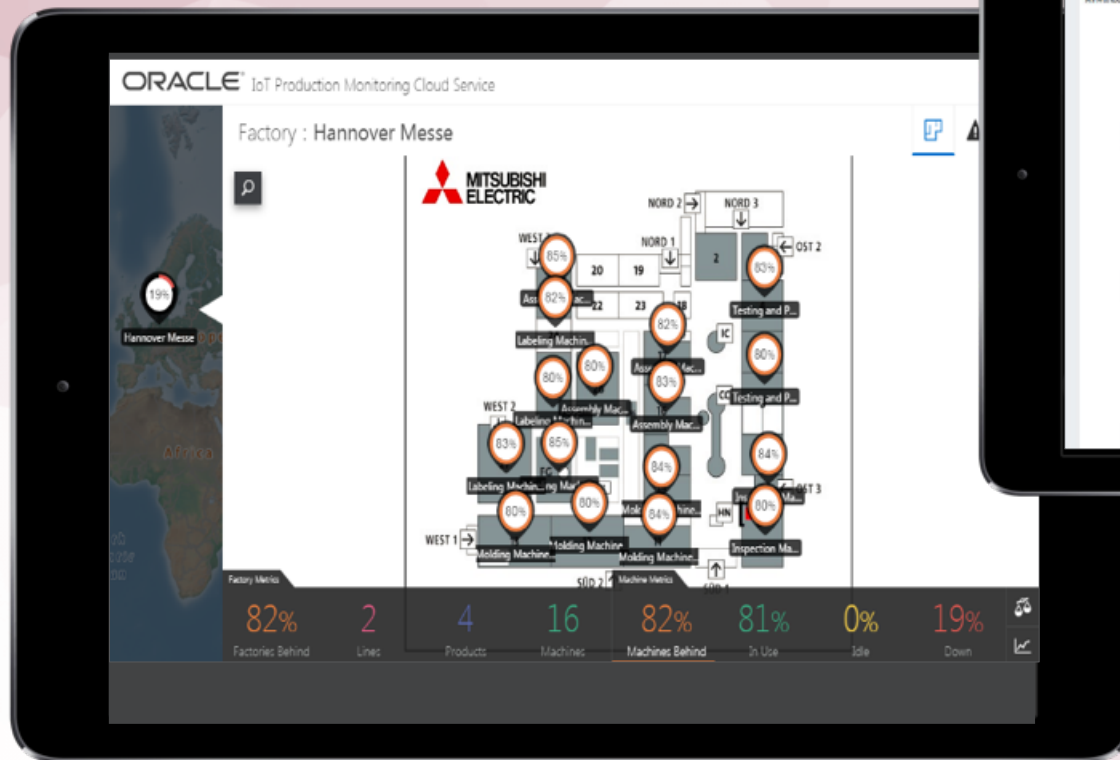 ORACLE® IoT Production Monitoring Cloud Service
Factory : Hannover Messe
MITSUBISHI
ELECTRIC
NORD 2
NORD 3
NORD 1
OST 2
2
85%
20
19
83%
82%
22
23
18
Testing and P...
82%
IC
Labeling Machin...
19%
Hannover Messe
80%
80%
83%
80%
Assembly Mac...
CC
Testing and P...
WEST 2
Labeling Machin...
Assembly Mac...
83%
85%
84%
84%
Africa
Labeling Machin...
OST 3
80%
80%
84%
80%
HN
WEST 1
Molding Machine...
Molding Machine
Molding Machine...
Inspection Ma...
SÜD 2
SÜD 1
Factory Metrics
Machine Metrics
82%
2
4
16
82%
81%
0%
19%
Factories Behind
Lines
Products
Machines
Machines Behind
In Use
Idle
Down